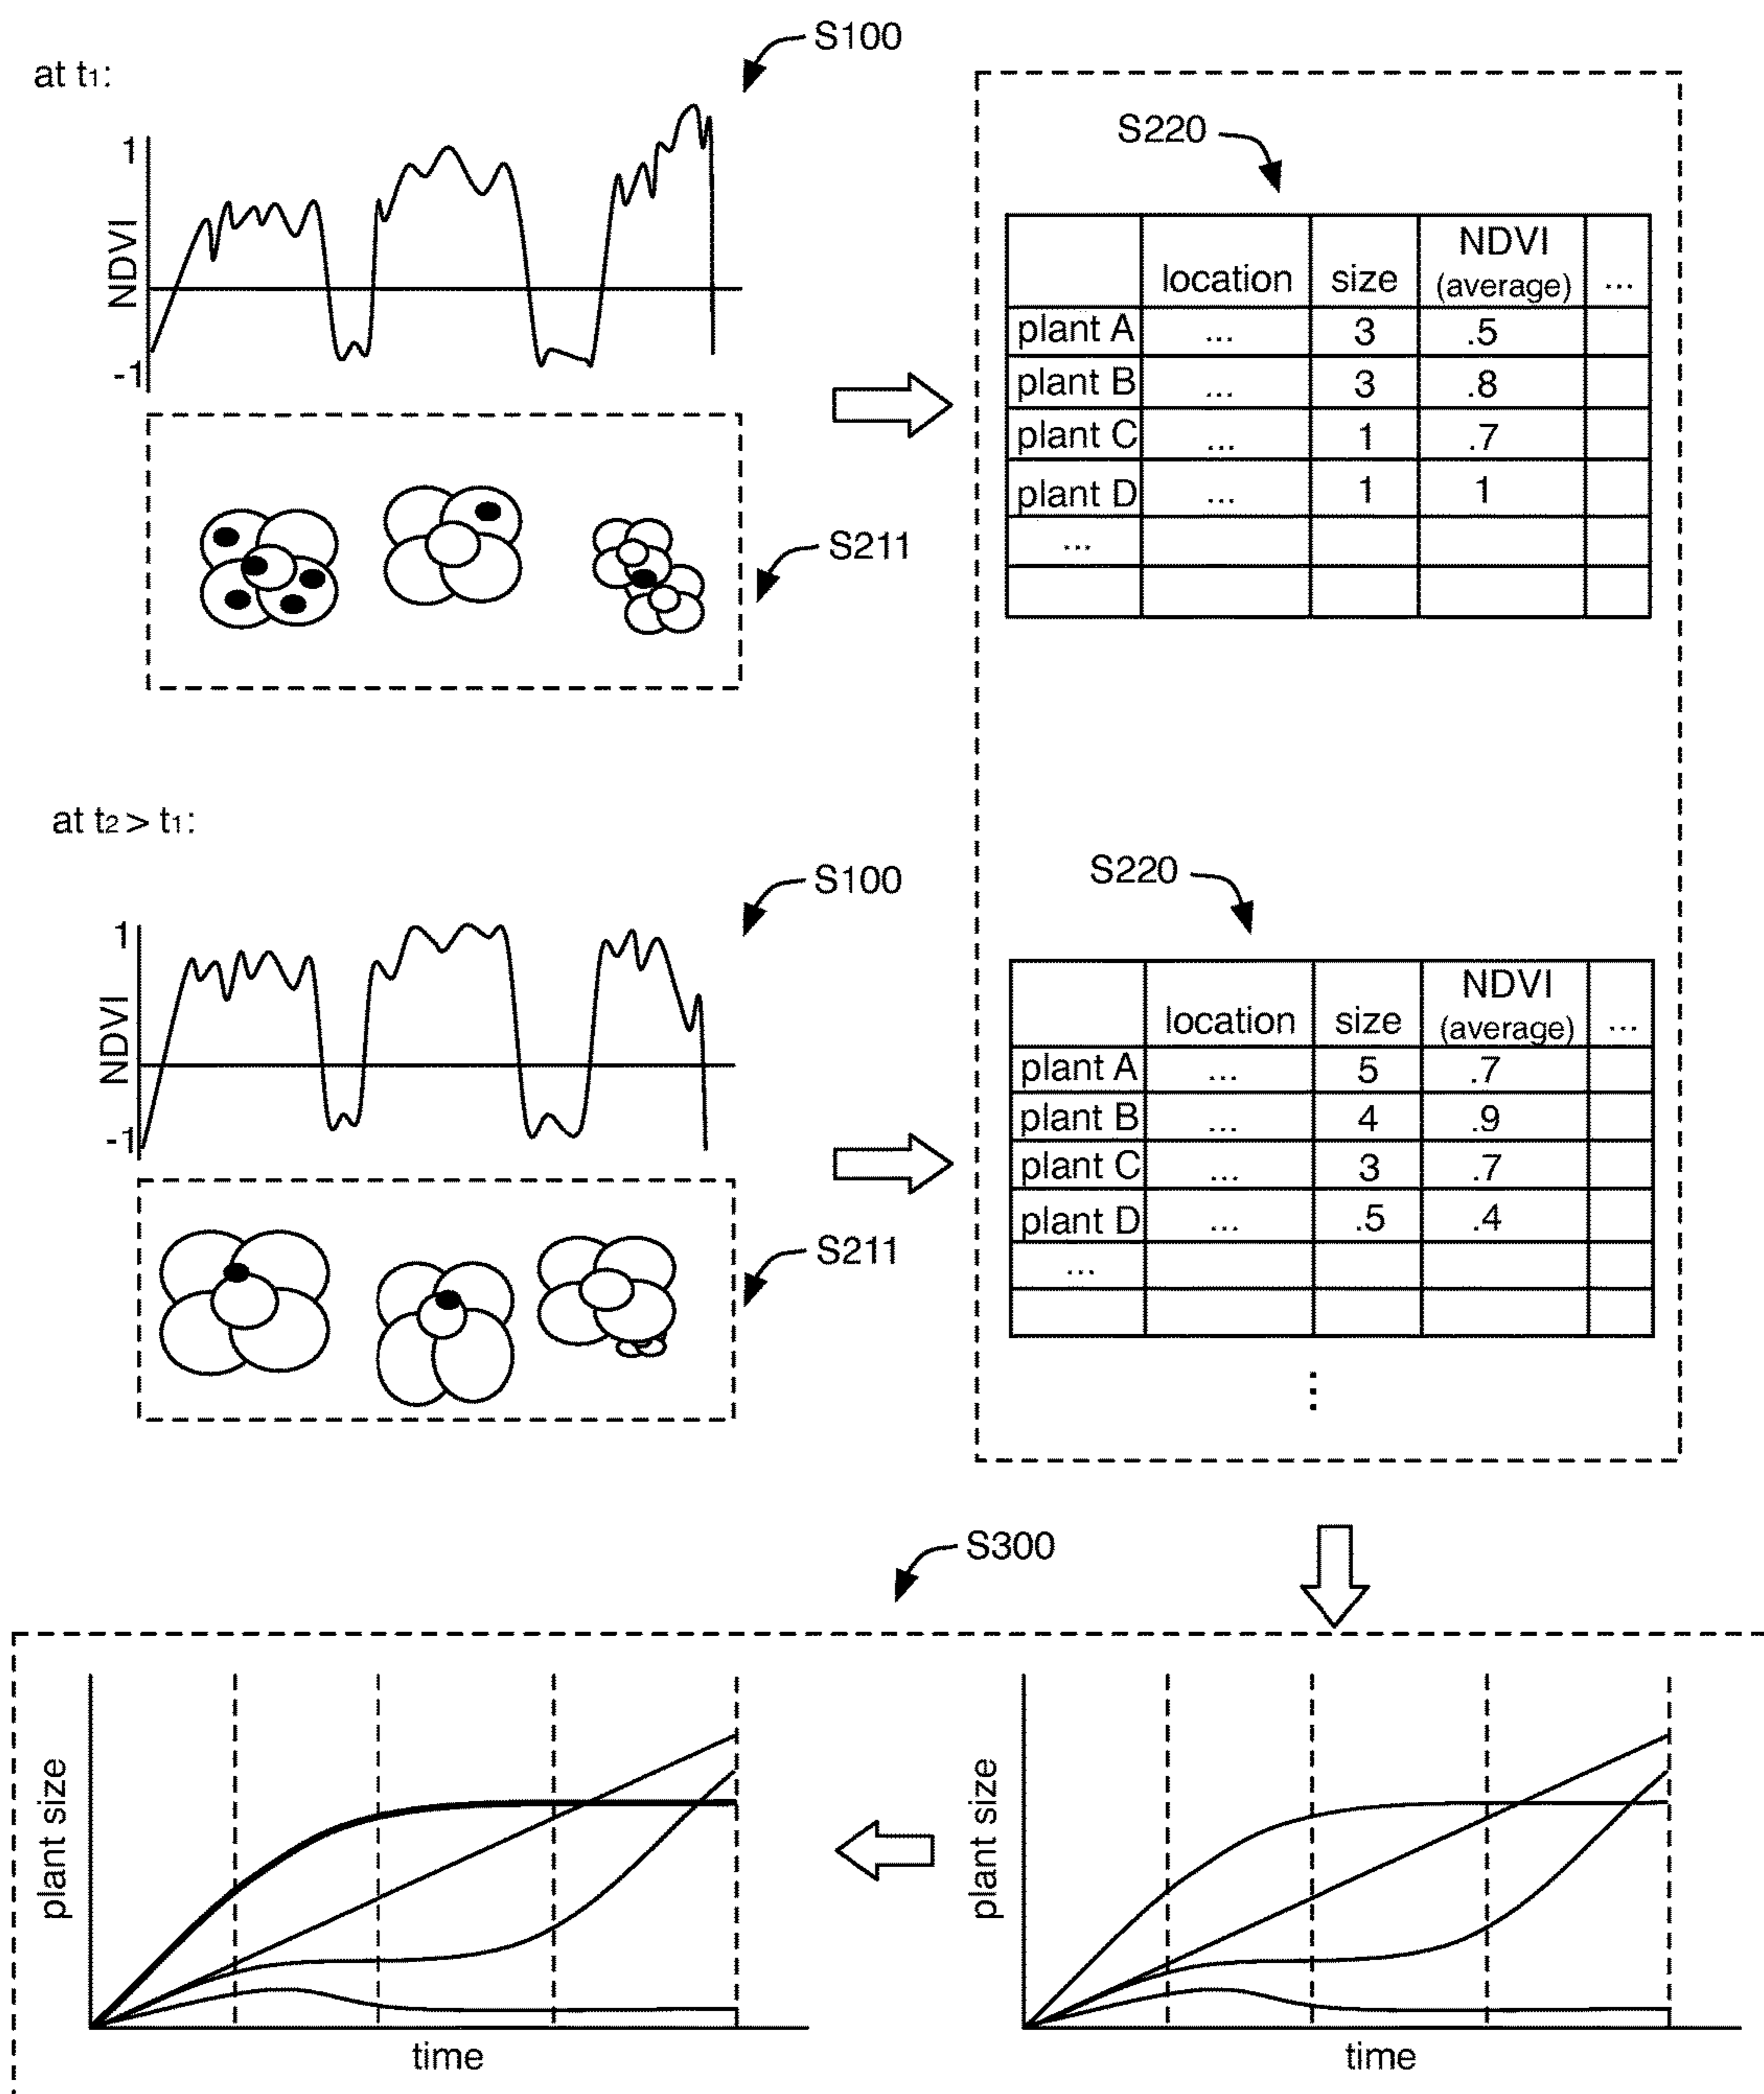 at t1:
S100
1
NDVI
-1
S211
S220
location size NDVI (average) ...
plant A ... 3 .5
plant B ... 3 .8
plant C ... 1 .7
plant D ... 1 1
...
at t2 > t1:
S100
1
NDVI
-1
S211
S220
location size NDVI (average) ...
plant A ... 5 .7
plant B ... 4 .9
plant C ... 3 .7
plant D ... .5 .4
...
⋮
S300
plant size
time
plant size
time